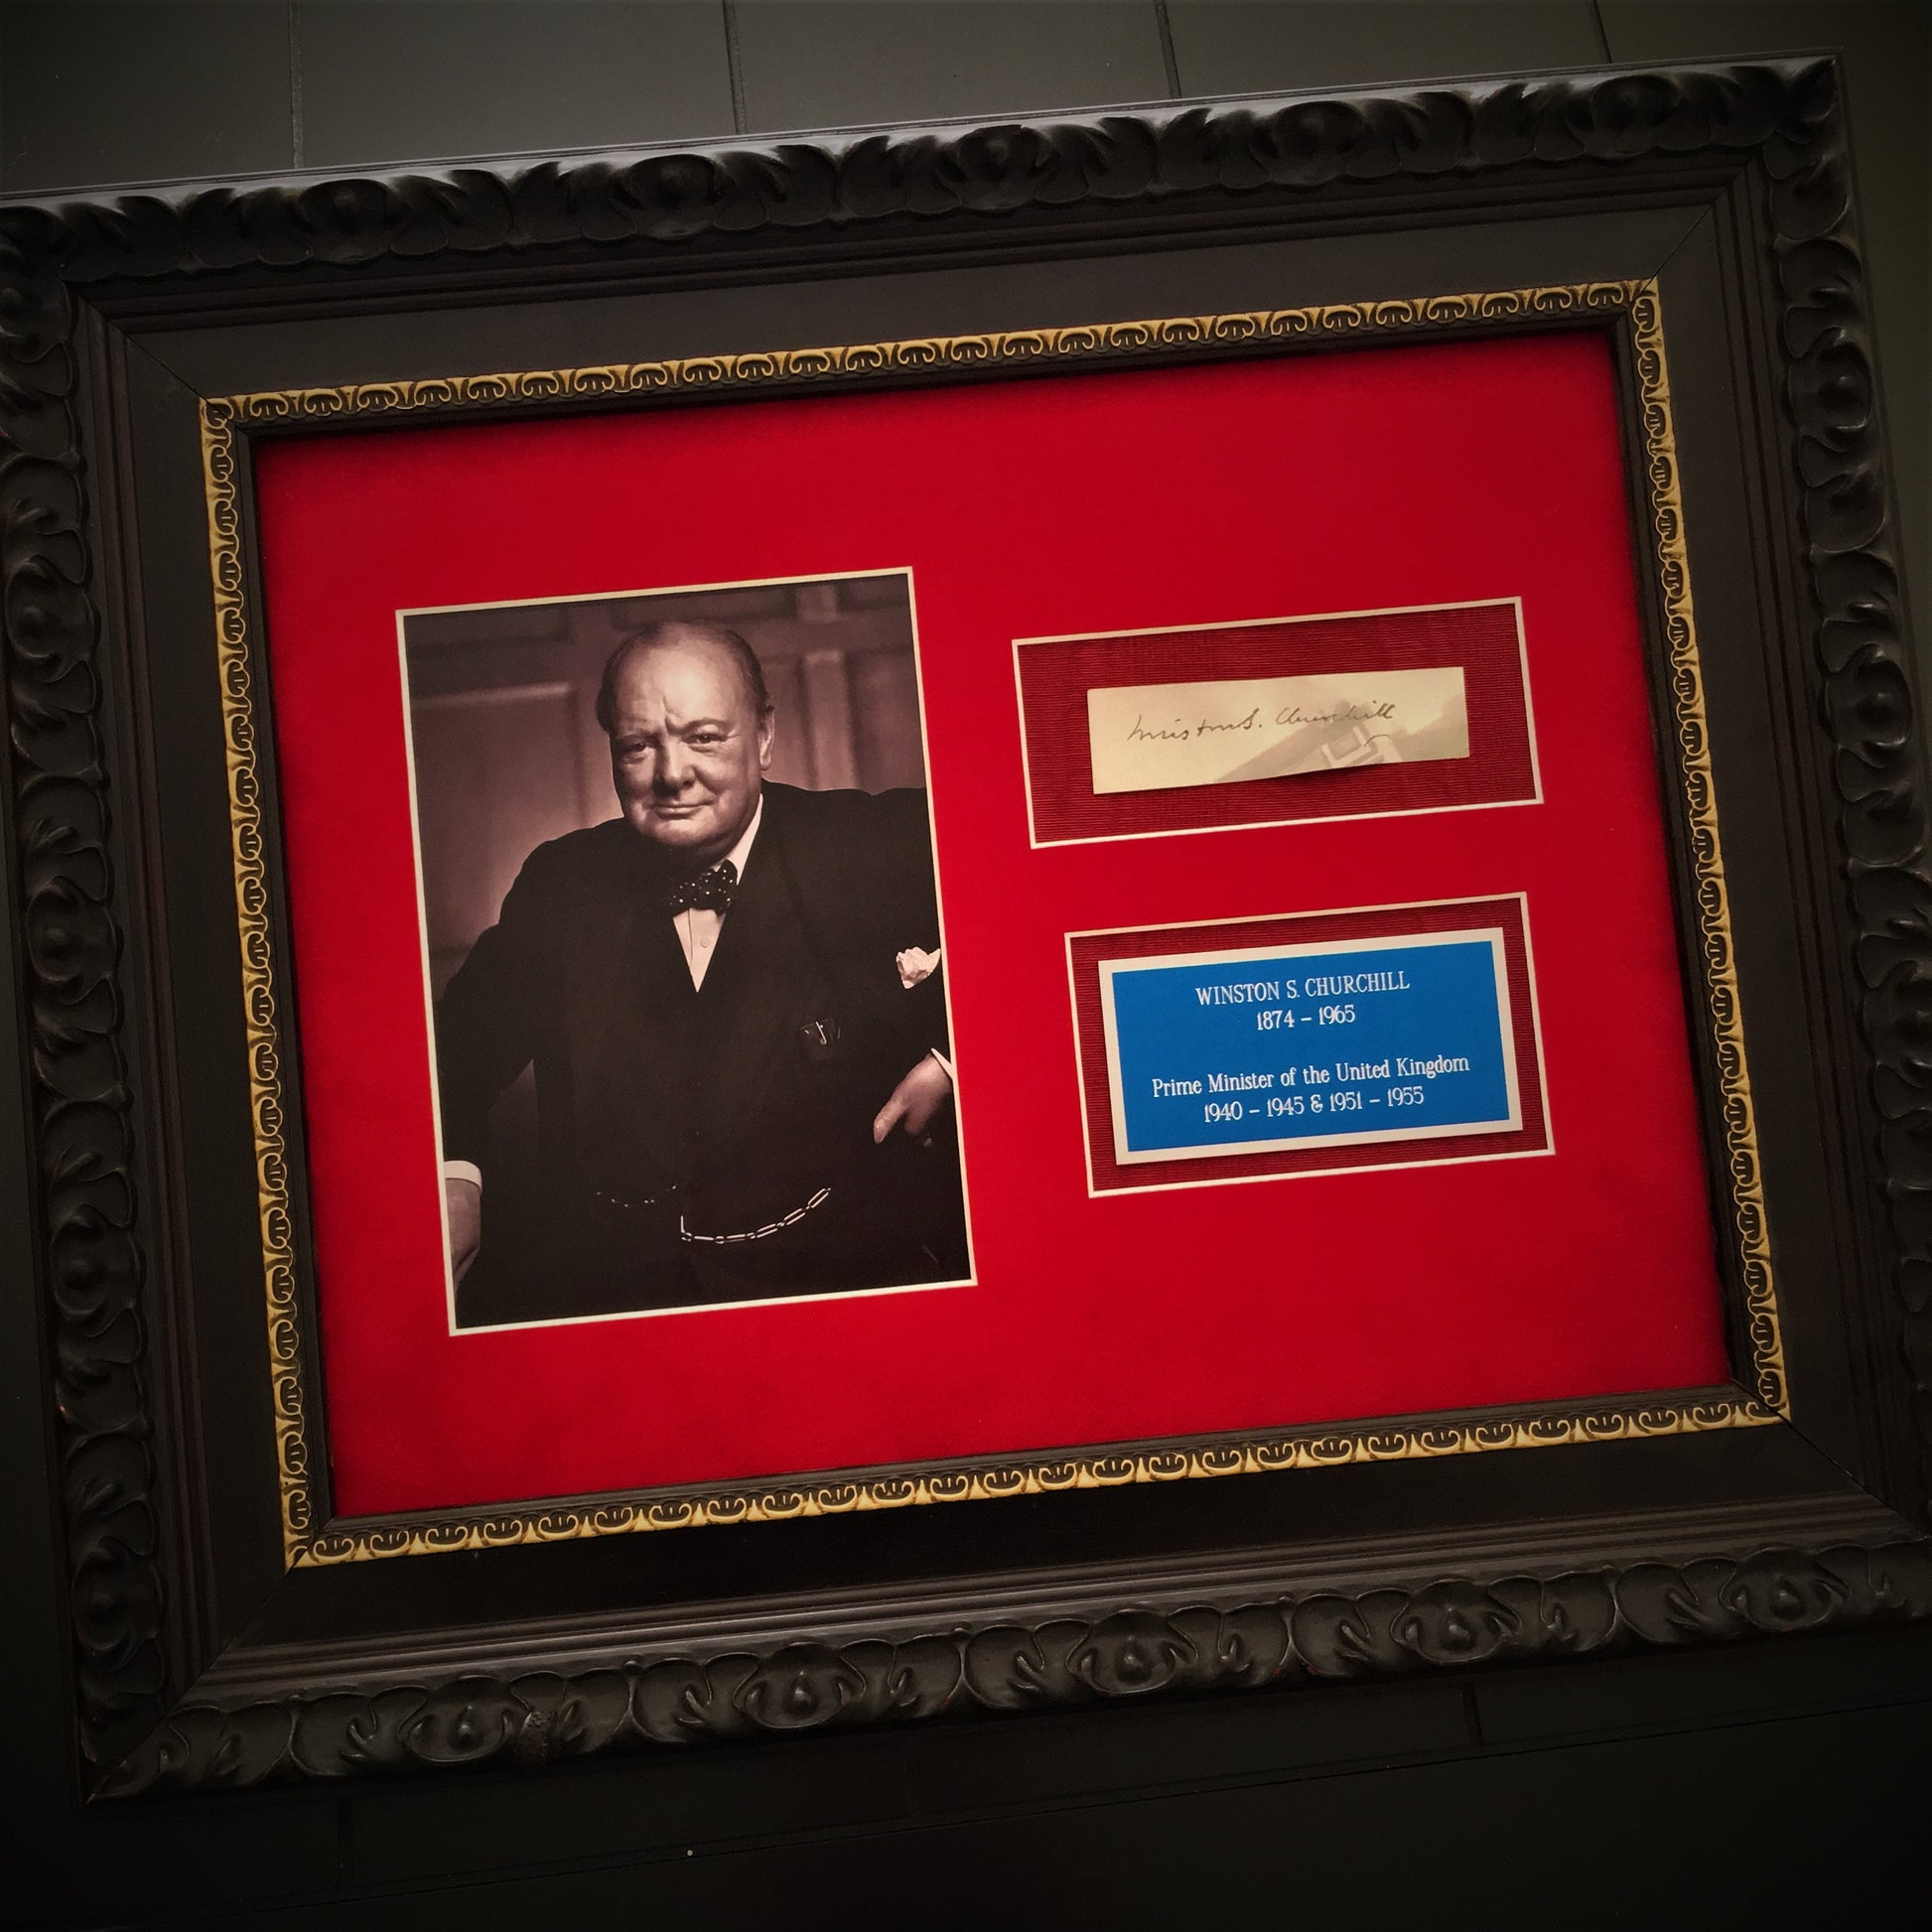 Winston S. Churchill
WINSTON S. CHURCHILL
1874 – 1965
Prime Minister of the United Kingdom
1940 – 1945 & 1951 – 1955